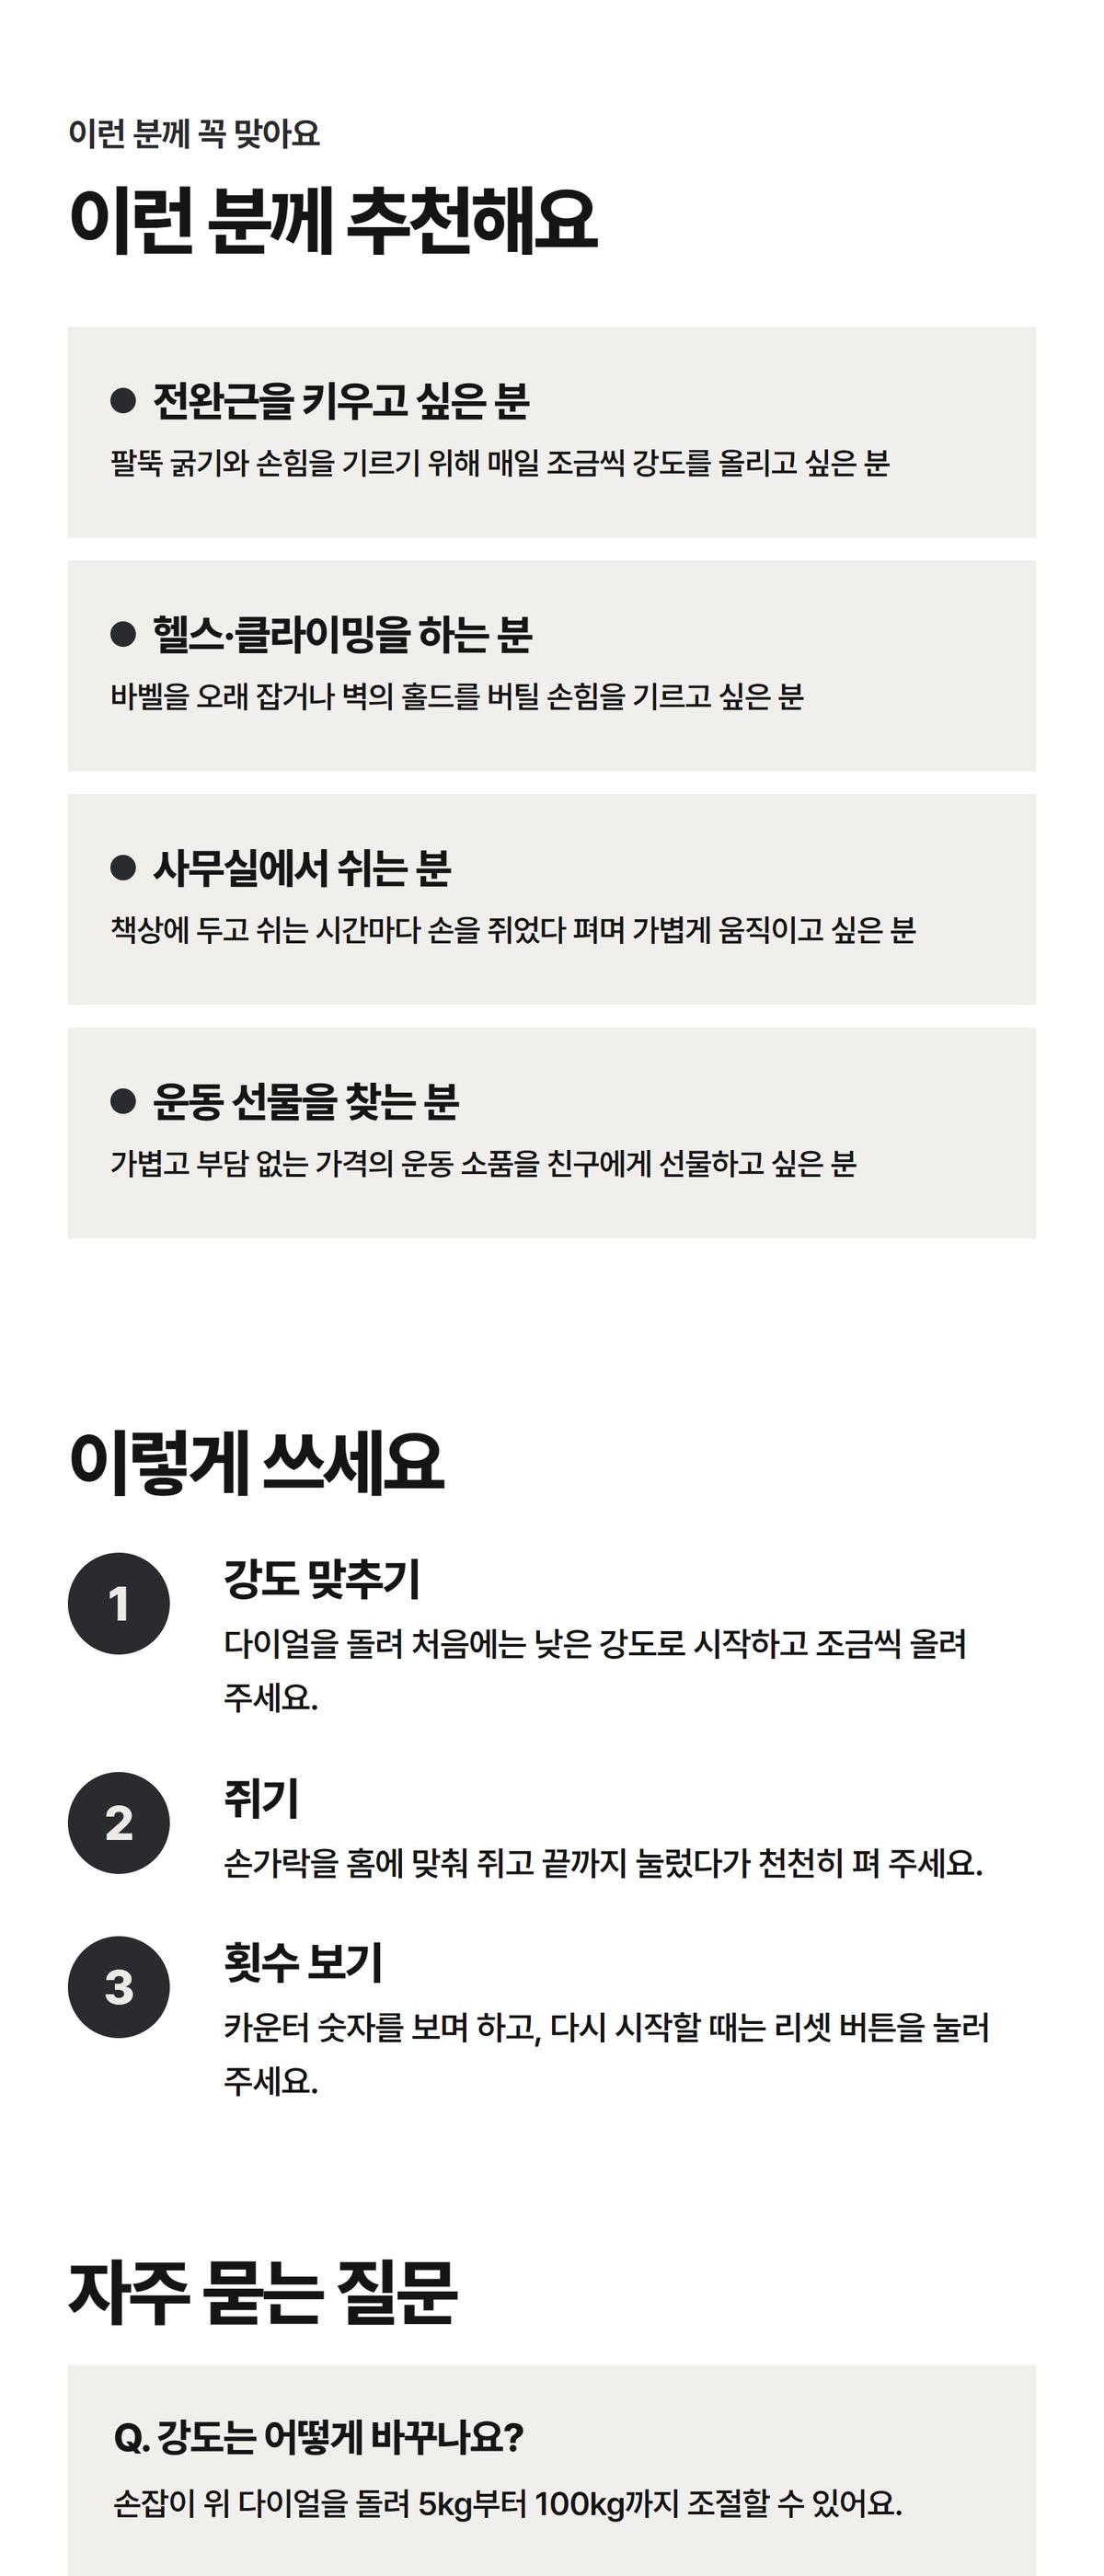 이런 분께 꼭 맞아요
이런 분께 추천해요
전완근을 키우고 싶은 분
팔뚝 굵기와 손힘을 기르기 위해 매일 조금씩 강도를 올리고 싶은 분
헬스·클라이밍을 하는 분
바벨을 오래 잡거나 벽의 홀드를 버틸 손힘을 기르고 싶은 분
사무실에서 쉬는 분
책상에 두고 쉬는 시간마다 손을 쥐었다 펴며 가볍게 움직이고 싶은 분
운동 선물을 찾는 분
가볍고 부담 없는 가격의 운동 소품을 친구에게 선물하고 싶은 분
이렇게 쓰세요
1
강도 맞추기
다이얼을 돌려 처음에는 낮은 강도로 시작하고 조금씩 올려
주세요.
2
쥐기
손가락을 홈에 맞춰 쥐고 끝까지 눌렀다가 천천히 펴 주세요.
3
횟수 보기
카운터 숫자를 보며 하고, 다시 시작할 때는 리셋 버튼을 눌러
주세요.
자주 묻는 질문
Q. 강도는 어떻게 바꾸나요?
손잡이 위 다이얼을 돌려 5kg부터 100kg까지 조절할 수 있어요.